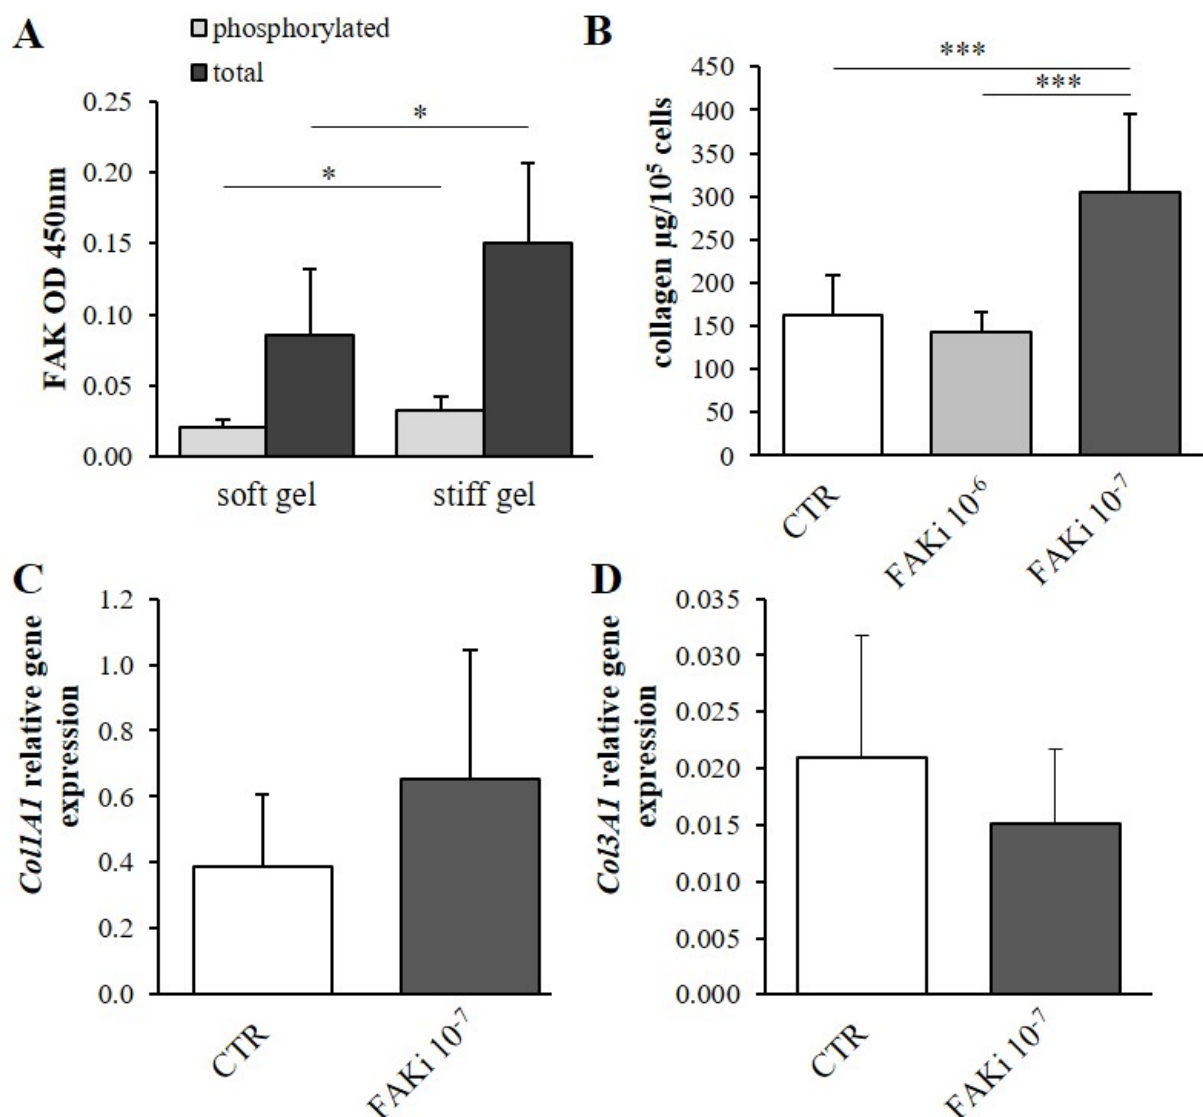 A
phosphorylated
total
FAK OD 450nm
0.25
0.20
0.15
0.10
0.05
0.00
*
*
soft gel
stiff gel
B
collagen µg/10⁵ cells
450
400
350
300
250
200
150
100
50
0
***
***
CTR
FAKi 10⁻⁶
FAKi 10⁻⁷
C
Col1A1 relative gene
expression
1.2
1.0
0.8
0.6
0.4
0.2
0.0
CTR
FAKi 10⁻⁷
D
Col3A1 relative gene
expression
0.035
0.030
0.025
0.020
0.015
0.010
0.005
0.000
CTR
FAKi 10⁻⁷